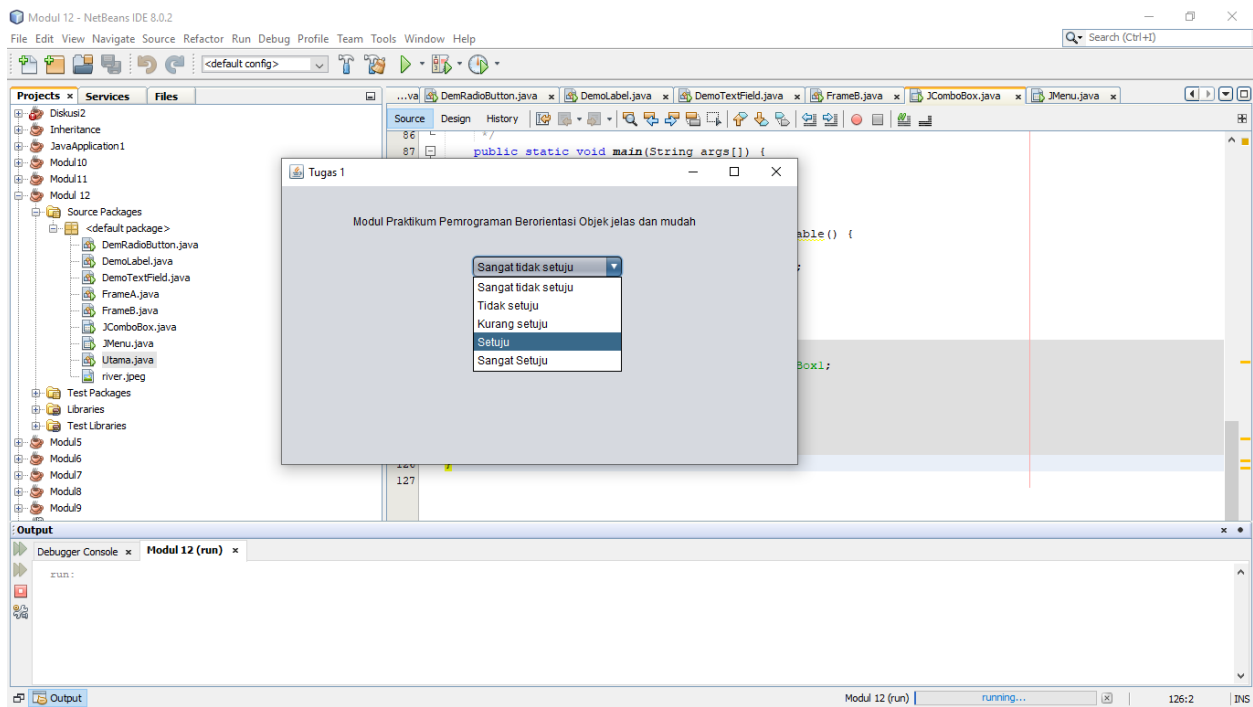 Modul 12 - NetBeans IDE 8.0.2
File Edit View Navigate Source Refactor Run Debug Profile Team Tools Window Help
Search (Ctrl+I)
<default config>
Projects x Services Files
...va DemRadioButton.java x DemoLabel.java x DemoTextField.java x FrameB.java x JComboBox.java x JMenu.java x
Source Design History
Diskusi2
Inheritance
JavaApplication1
Modul10
Modul11
Modul 12
Source Packages
<default package>
DemRadioButton.java
DemoLabel.java
DemoTextField.java
FrameA.java
FrameB.java
JComboBox.java
JMenu.java
Utama.java
river.jpeg
Test Packages
Libraries
Test Libraries
Modul5
Modul6
Modul7
Modul8
Modul9
86 */
87 public static void main(String args[]) {
able() {
;
Box1;
126 }
127
Tugas 1
Modul Praktikum Pemrograman Berorientasi Objek jelas dan mudah
Sangat tidak setuju
Sangat tidak setuju
Tidak setuju
Kurang setuju
Setuju
Sangat Setuju
Output
Debugger Console x Modul 12 (run) x
run:
Output
Modul 12 (run) running... 126:2 INS